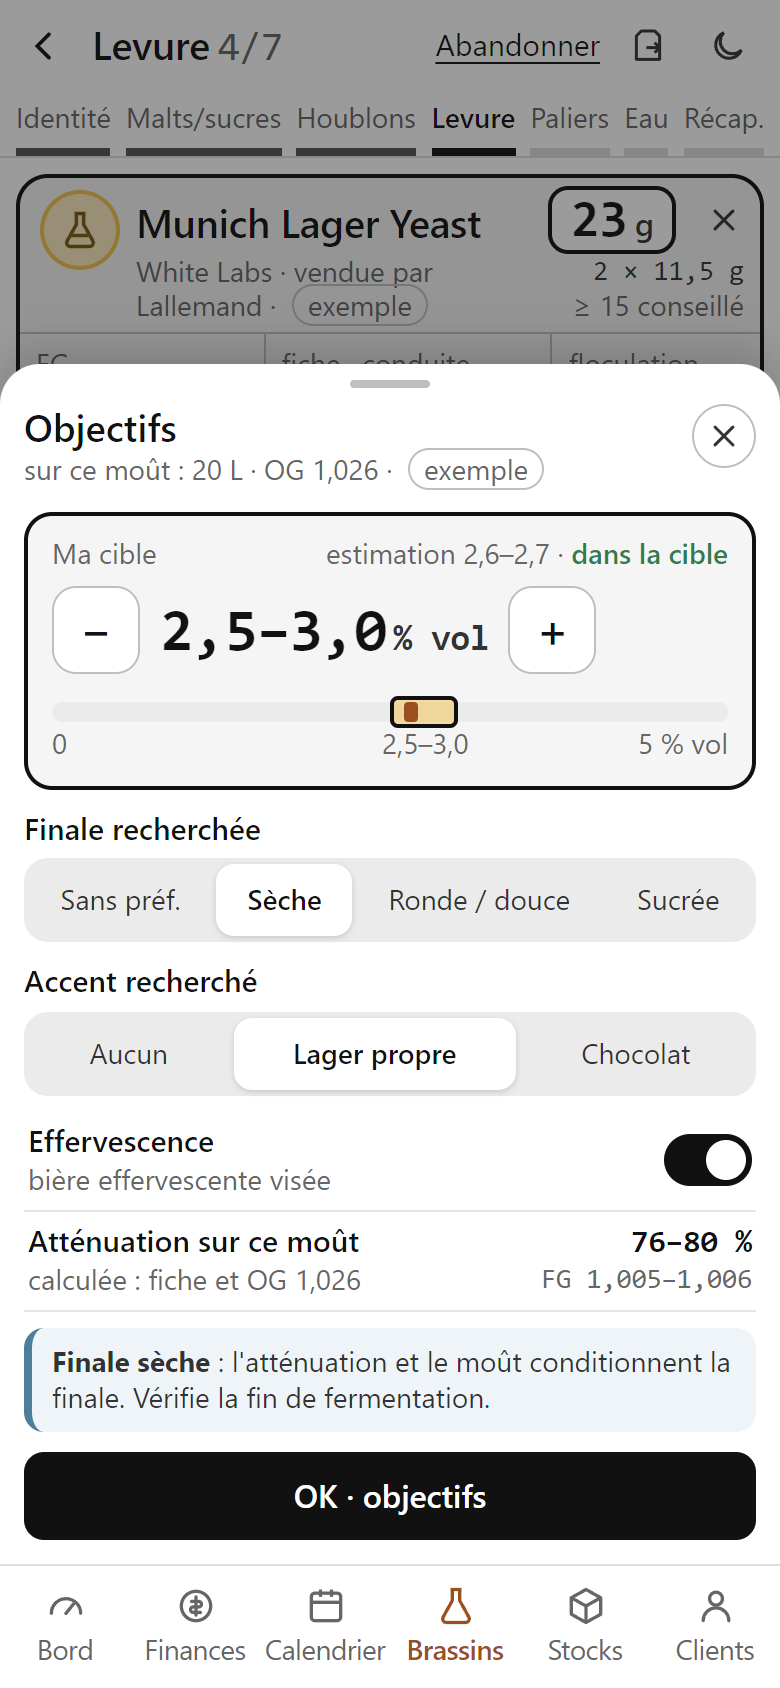 Levure 4/7
Abandonner
Identité Malts/sucres Houblons Levure Paliers Eau Récap.
Munich Lager Yeast
23 g
White Labs · vendue par
Lallemand · exemple
2 × 11,5 g
≥ 15 conseillé
FG fiche · conduite floculation
Objectifs
sur ce moût : 20 L · OG 1,026 · exemple
Ma cible
estimation 2,6–2,7 · dans la cible
− 2,5–3,0 % vol +
0 2,5–3,0 5 % vol
Finale recherchée
Sans préf. Sèche Ronde / douce Sucrée
Accent recherché
Aucun Lager propre Chocolat
Effervescence
bière effervescente visée
Atténuation sur ce moût 76–80 %
calculée : fiche et OG 1,026 FG 1,005–1,006
Finale sèche : l'atténuation et le moût conditionnent la
finale. Vérifie la fin de fermentation.
OK · objectifs
Bord Finances Calendrier Brassins Stocks Clients